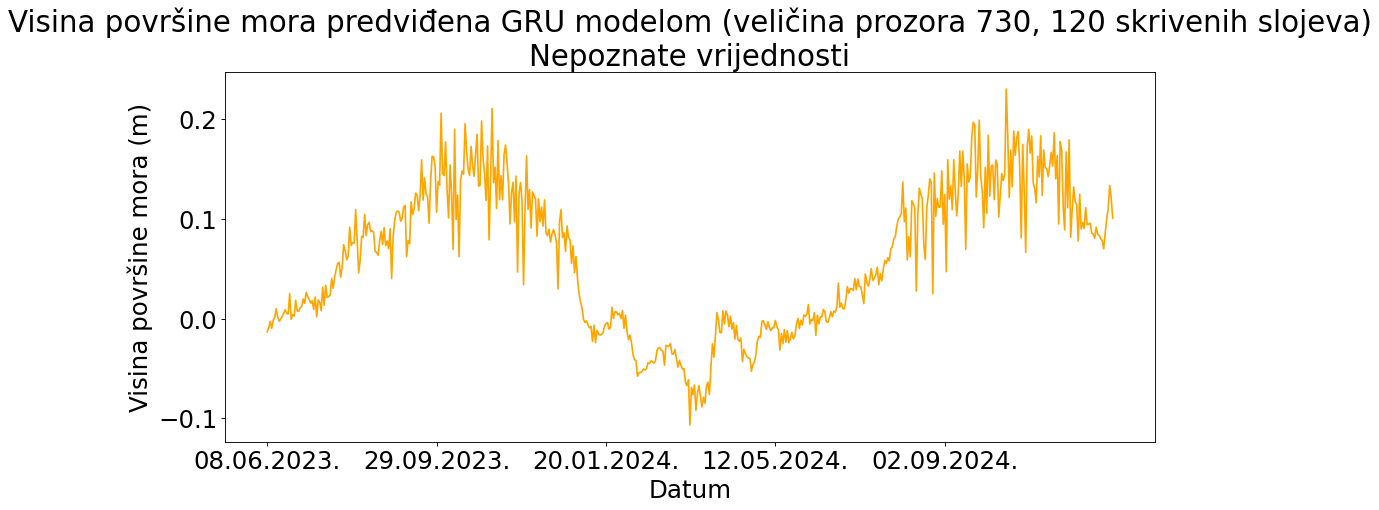 Visina površine mora predviđena GRU modelom (veličina prozora 730, 120 skrivenih slojeva)
Nepoznate vrijednosti
Visina površine mora (m)
0.2
0.1
0.0
−0.1
08.06.2023. 29.09.2023. 20.01.2024. 12.05.2024. 02.09.2024.
Datum